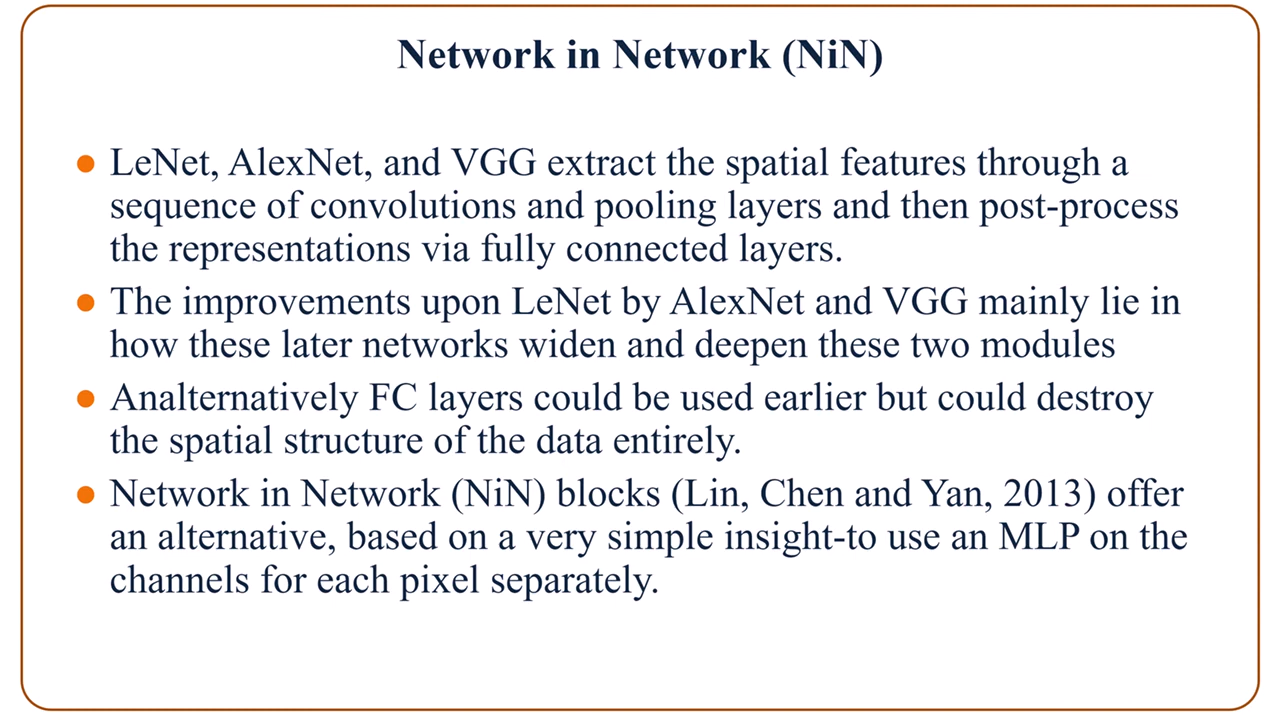 Network in Network (NiN)
● LeNet, AlexNet, and VGG extract the spatial features through a
sequence of convolutions and pooling layers and then post-process
the representations via fully connected layers.
● The improvements upon LeNet by AlexNet and VGG mainly lie in
how these later networks widen and deepen these two modules
● Analternatively FC layers could be used earlier but could destroy
the spatial structure of the data entirely.
● Network in Network (NiN) blocks (Lin, Chen and Yan, 2013) offer
an alternative, based on a very simple insight-to use an MLP on the
channels for each pixel separately.